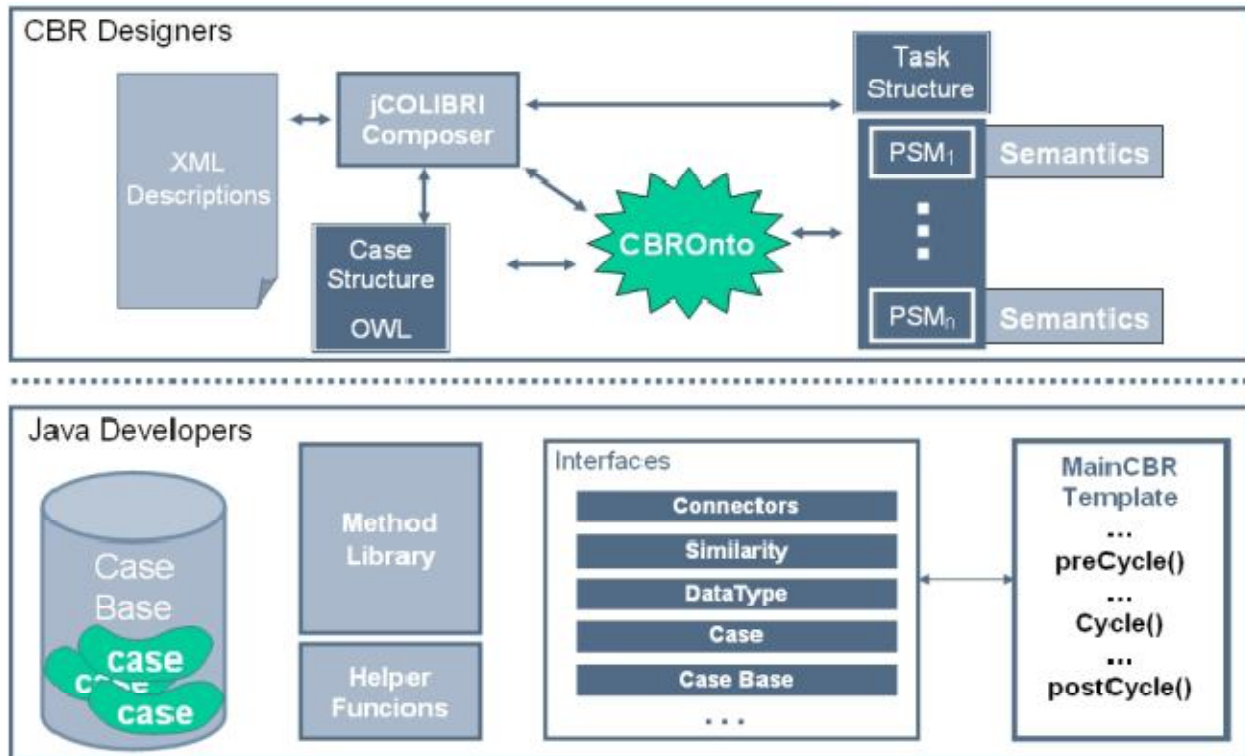 CBR Designers
XML
Descriptions
jCOLIBRI
Composer
Case
Structure
OWL
CBROnto
Task
Structure
PSM1
Semantics
PSMn
Semantics
Java Developers
Case
Base
case
case
case
Method
Library
Helper
Funcions
Interfaces
Connectors
Similarity
DataType
Case
Case Base
...
MainCBR
Template
...
preCycle()
...
Cycle()
...
postCycle()